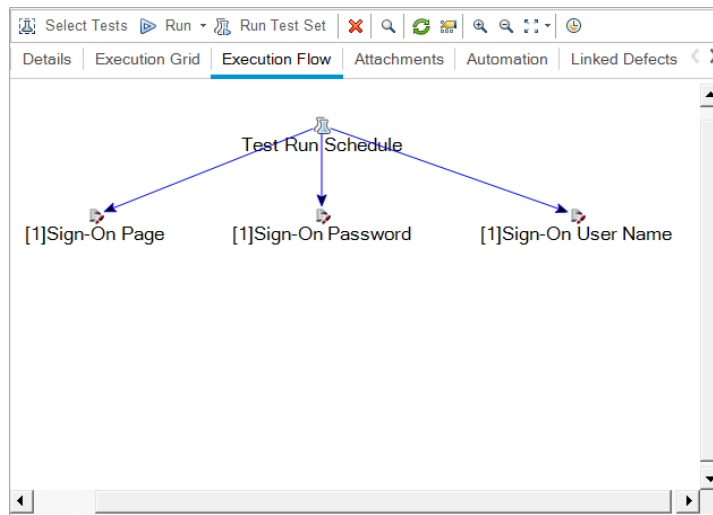 Select Tests Run Run Test Set
Details Execution Grid Execution Flow Attachments Automation Linked Defects
Test Run Schedule
[1]Sign-On Page [1]Sign-On Password [1]Sign-On User Name